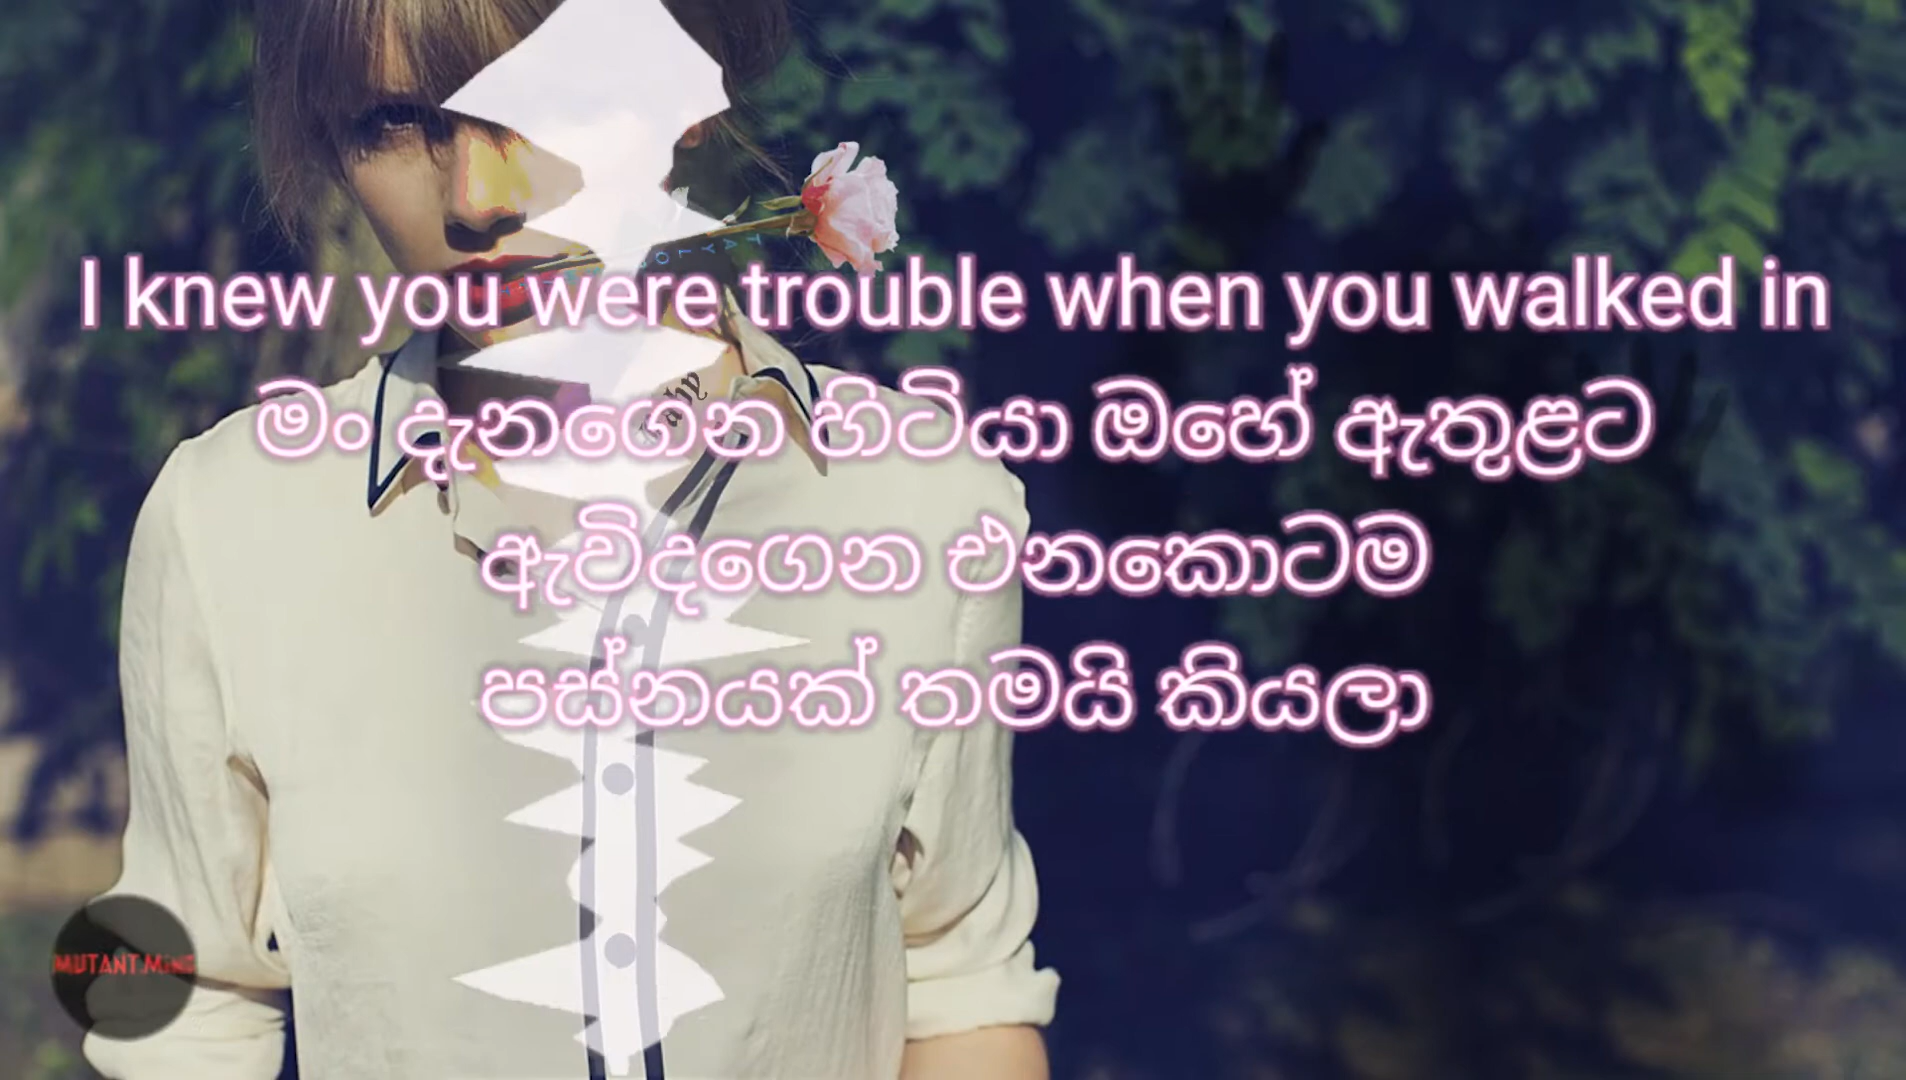 I knew you were trouble when you walked in
මං දැනගෙන හිටියා ඔහේ ඇතුළට
ඇවිදගෙන එනකොටම
පස්නයක් තමයි කියලා
MUTANT.MIND